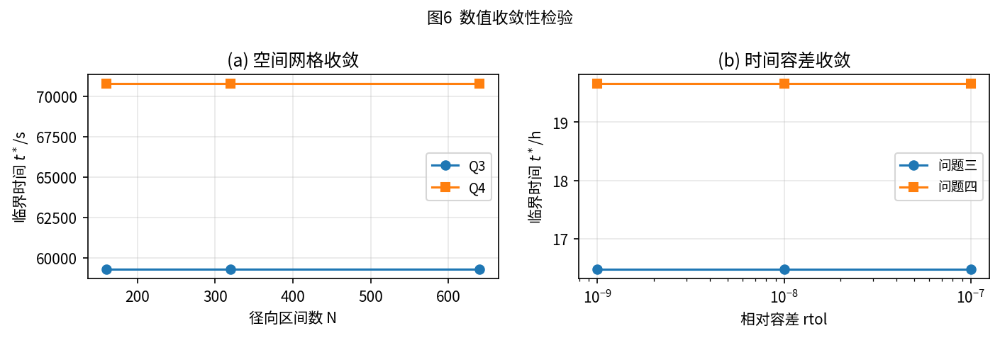 图6 数值收敛性检验
(a) 空间网格收敛
临界时间 t*/s
70000
67500
65000
62500
60000
200 300 400 500 600
径向区间数 N
Q3
Q4
(b) 时间容差收敛
临界时间 t*/h
19
18
17
10⁻⁹ 10⁻⁸ 10⁻⁷
相对容差 rtol
问题三
问题四